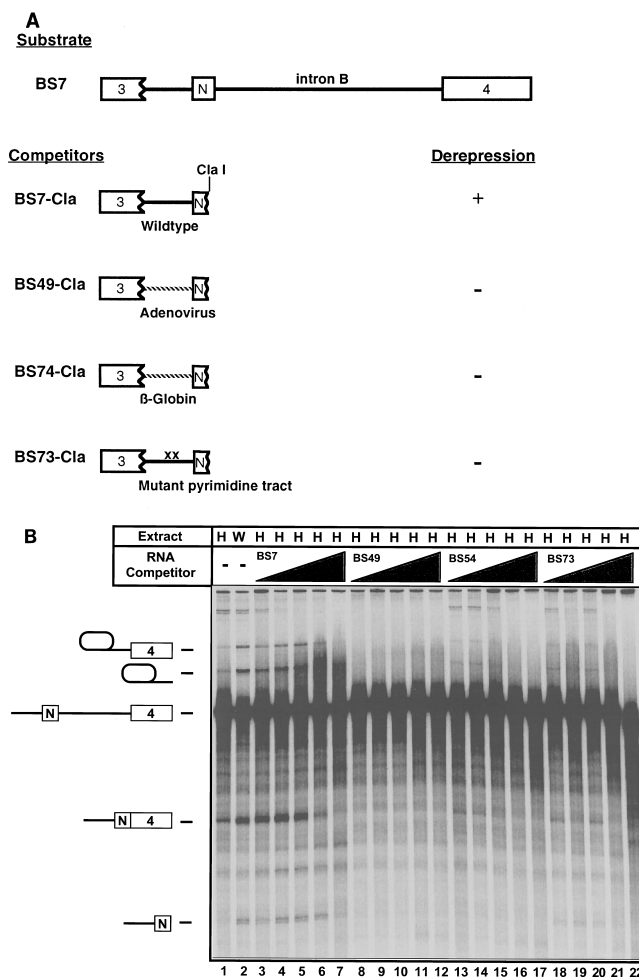 A
Substrate
BS7
3
N
intron B
4
Competitors
Derepression
Cla I
BS7-Cla
3
N
+
Wildtype
BS49-Cla
3
N
-
Adenovirus
BS74-Cla
3
N
-
ß-Globin
BS73-Cla
3
xx
N
-
Mutant pyrimidine tract
B
Extract
H W H H H H H H H H H H H H H H H H H H H H
RNA
Competitor
- - BS7 BS49 BS54 BS73
4
N
4
N 4
N
1 2 3 4 5 6 7 8 9 10 11 12 13 14 15 16 17 18 19 20 21 22